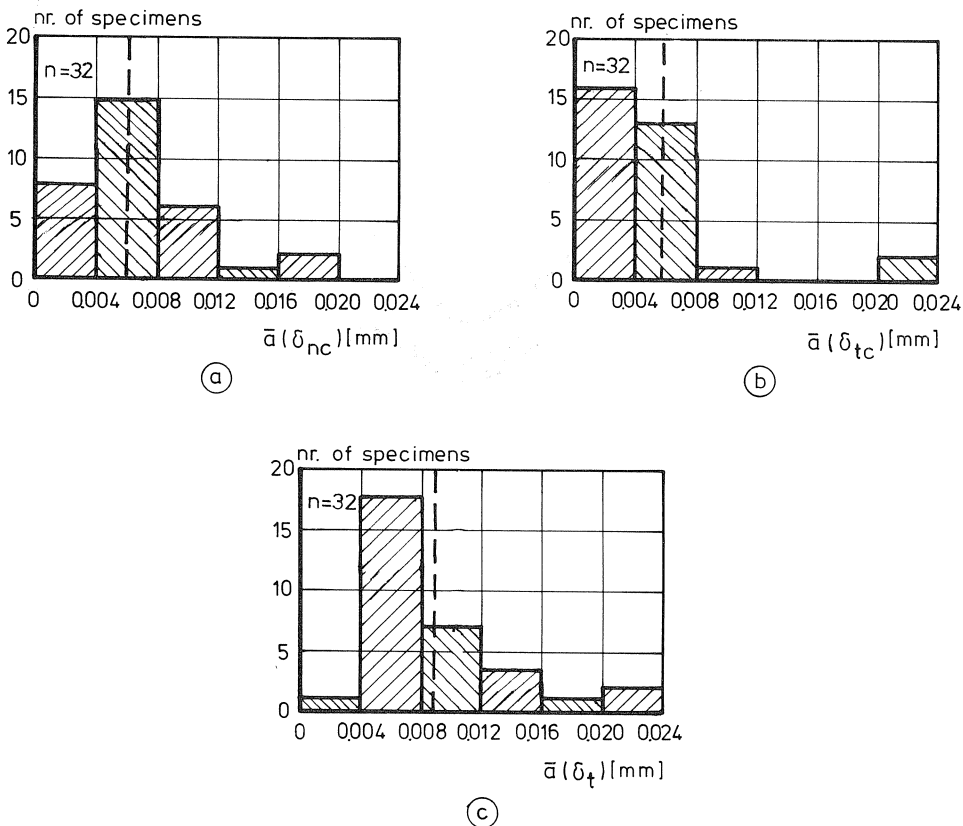 nr. of specimens
20
n=32
15
10
5
0
0 0,004 0,008 0,012 0,016 0,020 0,024
ā(δnc)[mm]
a
nr. of specimens
20
n=32
15
10
5
0
0 0,004 0,008 0,012 0,016 0,020 0,024
ā(δtc)[mm]
b
nr. of specimens
20
n=32
15
10
5
0
0 0,004 0,008 0,012 0,016 0,020 0,024
ā(δt)[mm]
c